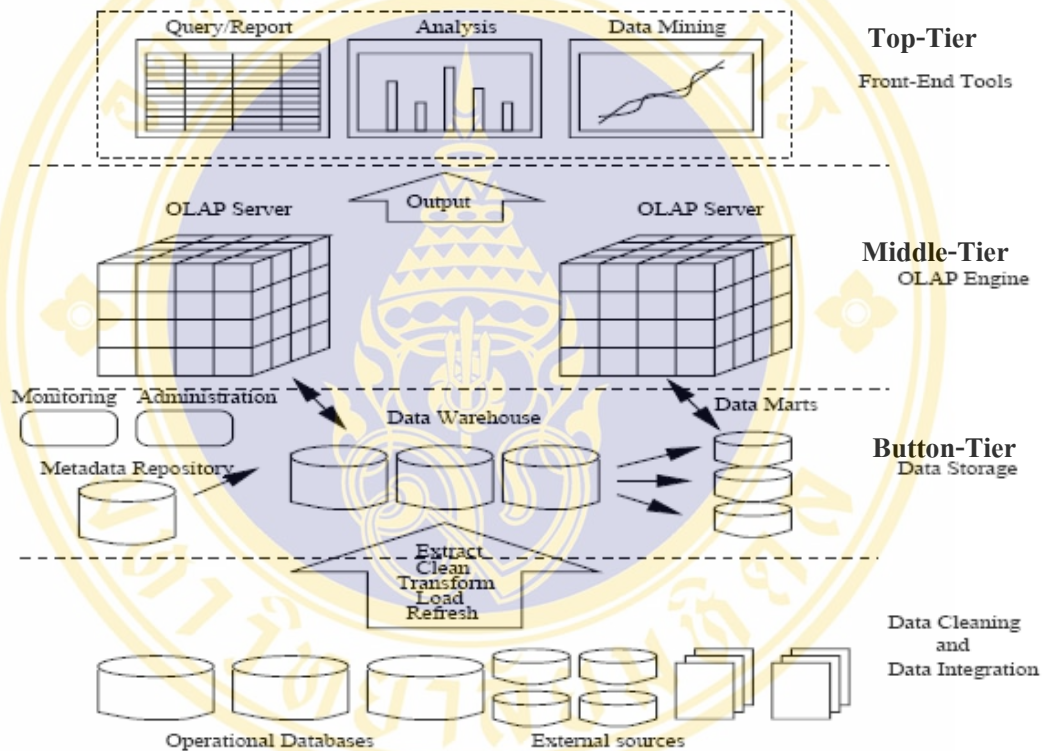 Query/Report
Analysis
Data Mining
Top-Tier
Front-End Tools
Output
OLAP Server
OLAP Server
Middle-Tier
OLAP Engine
Monitoring
Administration
Data Warehouse
Data Marts
Button-Tier
Data Storage
Metadata Repository
Extract
Clean
Transform
Load
Refresh
Data Cleaning
and
Data Integration
Operational Databases
External sources